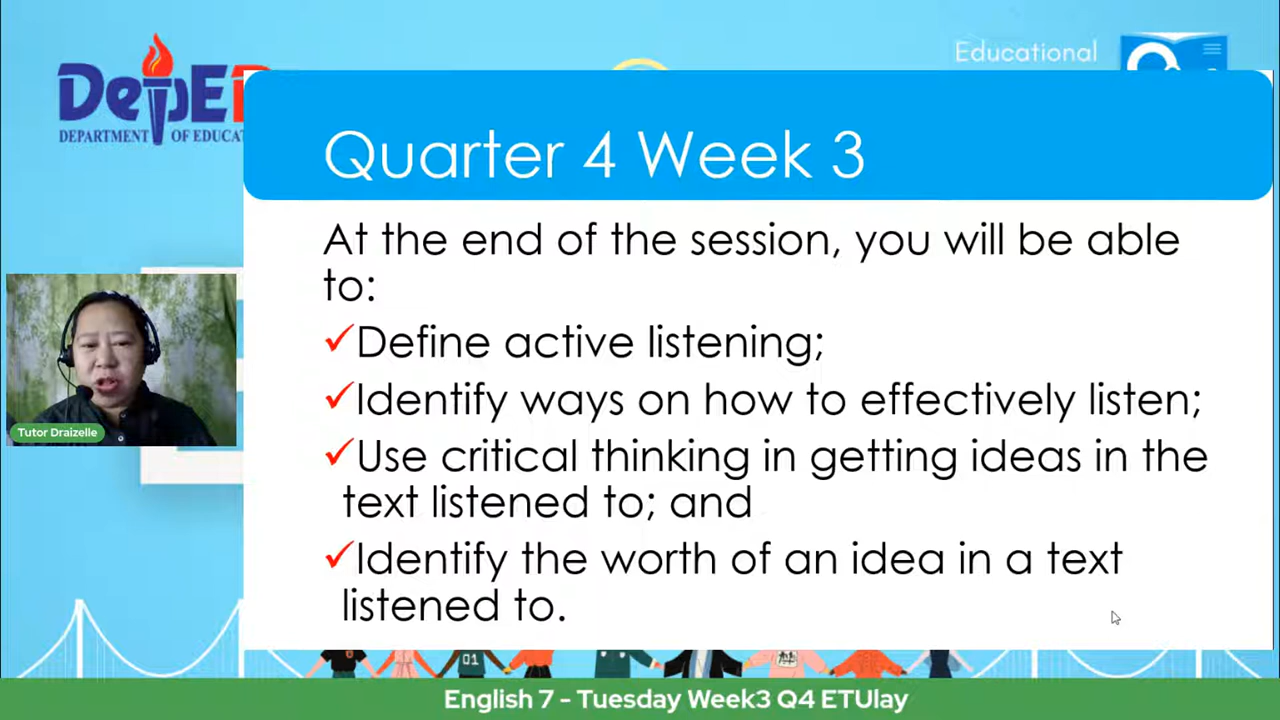 Educational
DepE
DEPARTMENT OF EDUCAT
Quarter 4 Week 3
At the end of the session, you will be able
to:
✓Define active listening;
✓Identify ways on how to effectively listen;
✓Use critical thinking in getting ideas in the
text listened to; and
✓Identify the worth of an idea in a text
listened to.
Tutor Draizelle
01
English 7 - Tuesday Week3 Q4 ETUlay